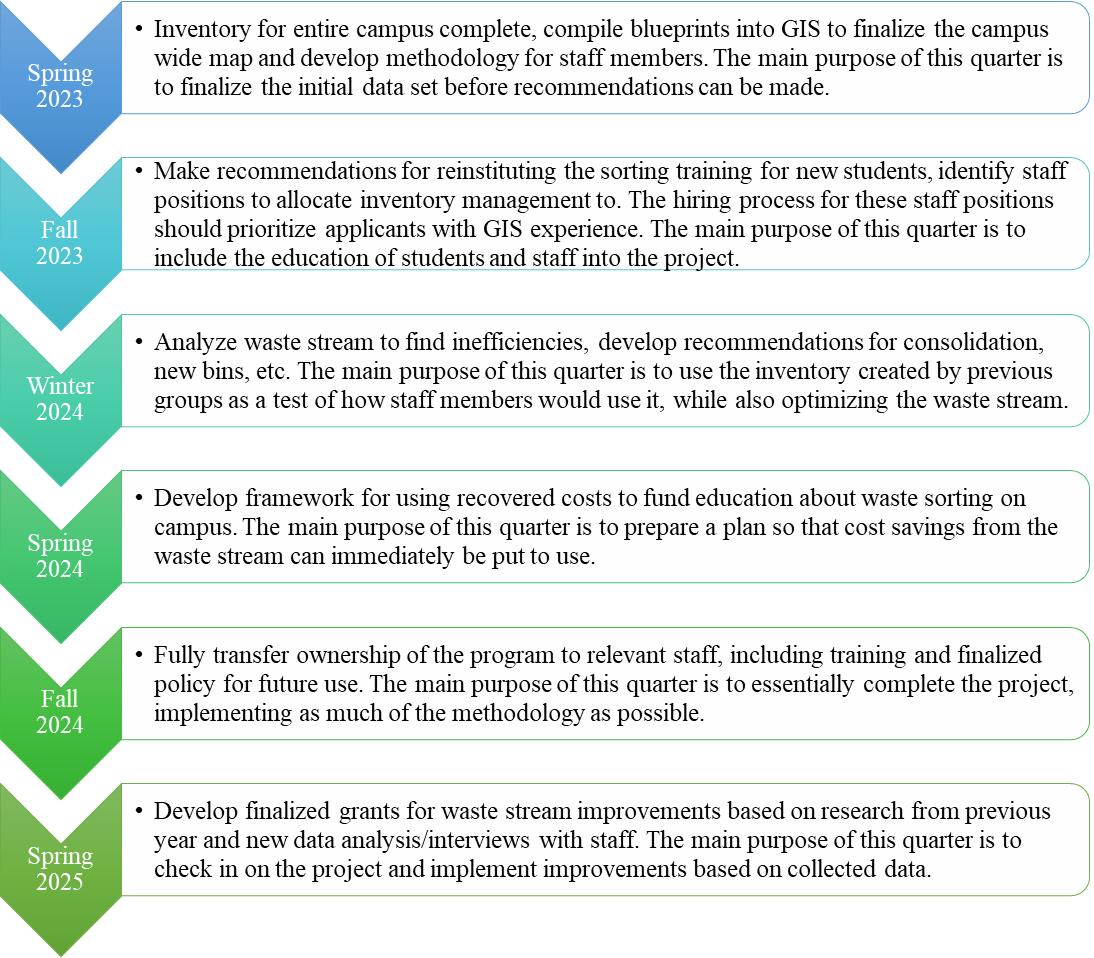 Spring
2023
• Inventory for entire campus complete, compile blueprints into GIS to finalize the campus
wide map and develop methodology for staff members. The main purpose of this quarter is
to finalize the initial data set before recommendations can be made.
Fall
2023
• Make recommendations for reinstituting the sorting training for new students, identify staff
positions to allocate inventory management to. The hiring process for these staff positions
should prioritize applicants with GIS experience. The main purpose of this quarter is to
include the education of students and staff into the project.
Winter
2024
• Analyze waste stream to find inefficiencies, develop recommendations for consolidation,
new bins, etc. The main purpose of this quarter is to use the inventory created by previous
groups as a test of how staff members would use it, while also optimizing the waste stream.
Spring
2024
• Develop framework for using recovered costs to fund education about waste sorting on
campus. The main purpose of this quarter is to prepare a plan so that cost savings from the
waste stream can immediately be put to use.
Fall
2024
• Fully transfer ownership of the program to relevant staff, including training and finalized
policy for future use. The main purpose of this quarter is to essentially complete the project,
implementing as much of the methodology as possible.
Spring
2025
• Develop finalized grants for waste stream improvements based on research from previous
year and new data analysis/interviews with staff. The main purpose of this quarter is to
check in on the project and implement improvements based on collected data.